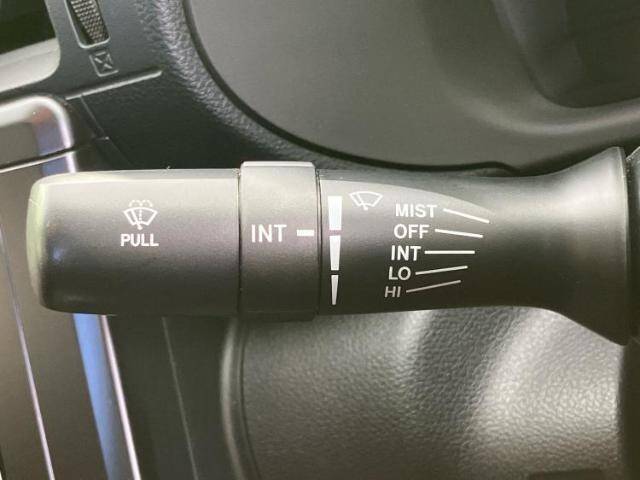 PULL
INT
MIST
OFF
INT
LO
HI